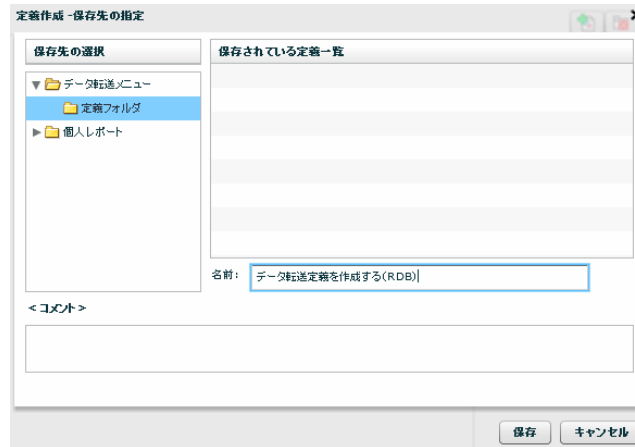 定義作成 -保存先の指定
保存先の選択
保存されている定義一覧
データ転送メニュー
定義フォルダ
個人レポート
名前:
データ転送定義を作成する(RDB)
<コメント>
保存
キャンセル